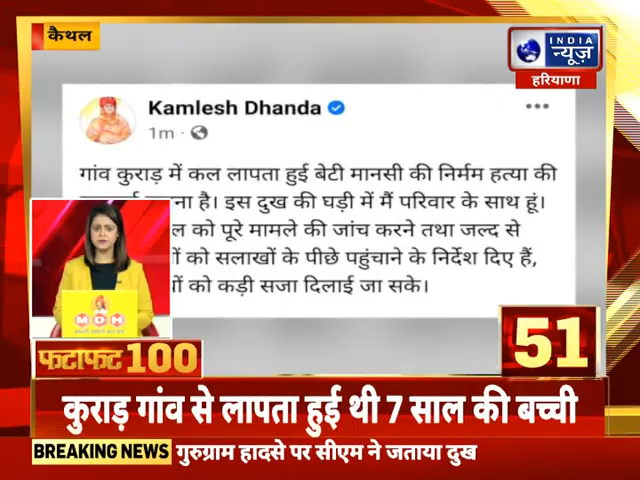 कैथल
INDIA
न्यूज़
हरियाणा
Kamlesh Dhanda
1m
गांव कुराड़ में कल लापता हुई बेटी मानसी की निर्मम हत्या की
है। इस दुख की घड़ी में मैं परिवार के साथ हूं।
को पूरे मामले की जांच करने तथा जल्द से
को सलाखों के पीछे पहुंचाने के निर्देश दिए हैं,
को कड़ी सजा दिलाई जा सके।
MDH
फटाफट 100
51
कुराड़ गांव से लापता हुई थी 7 साल की बच्ची
BREAKING NEWS गुरुग्राम हादसे पर सीएम ने जताया दुख